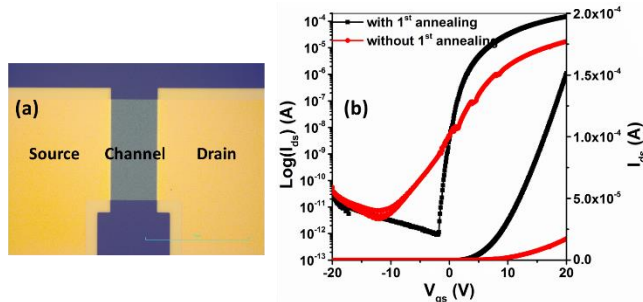 (a)
Source Channel Drain
(b)
with 1st annealing
without 1st annealing
Log(Ids) (A)
10-4
10-5
10-6
10-7
10-8
10-9
10-10
10-11
10-12
10-13
-20 -10 0 10 20
Vgs (V)
2.0x10-4
1.5x10-4
1.0x10-4
5.0x10-5
0.0
Ids (A)